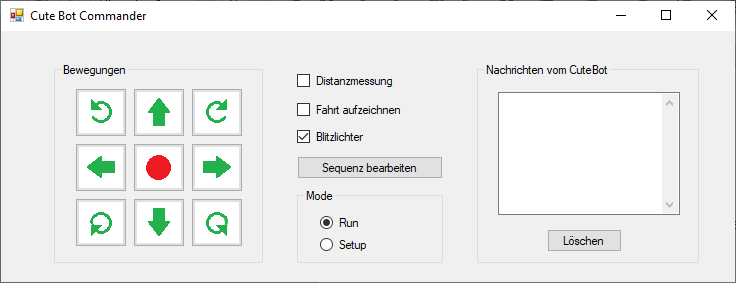 Cute Bot Commander
Bewegungen
Distanzmessung
Fahrt aufzeichnen
Blitzlichter
Sequenz bearbeiten
Mode
Run
Setup
Nachrichten vom CuteBot
Löschen